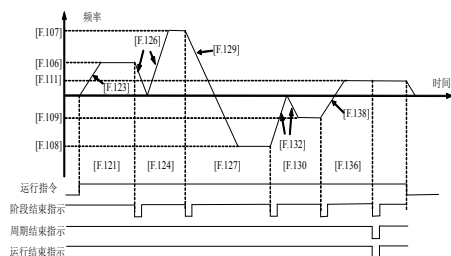 频率
[F.107]
[F.126]
[F.129]
[F.106]
[F.111]
[F.123]
时间
[F.109]
[F.138]
[F.132]
[F.108]
[F.121]
[F.124]
[F.127]
[F.130]
[F.136]
运行指令
阶段结束指示
周期结束指示
运行结束指示